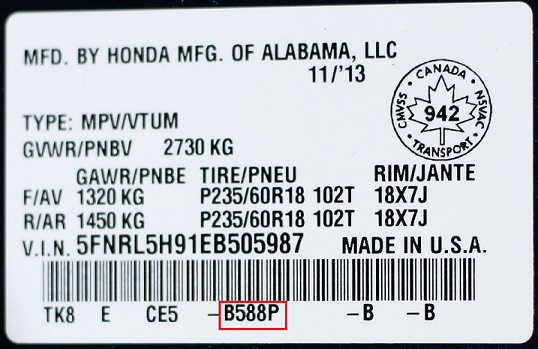 MFD. BY HONDA MFG. OF ALABAMA, LLC
11/'13
CANADA
CMVSS 942 NSVAC
TRANSPORT
TYPE: MPV/VTUM
GVWR/PNBV 2730 KG
GAWR/PNBE TIRE/PNEU RIM/JANTE
F/AV 1320 KG P235/60R18 102T 18X7J
R/AR 1450 KG P235/60R18 102T 18X7J
V.I.N. 5FNRL5H91EB505987 MADE IN U.S.A.
TK8 E CE5 –B588P –B –B